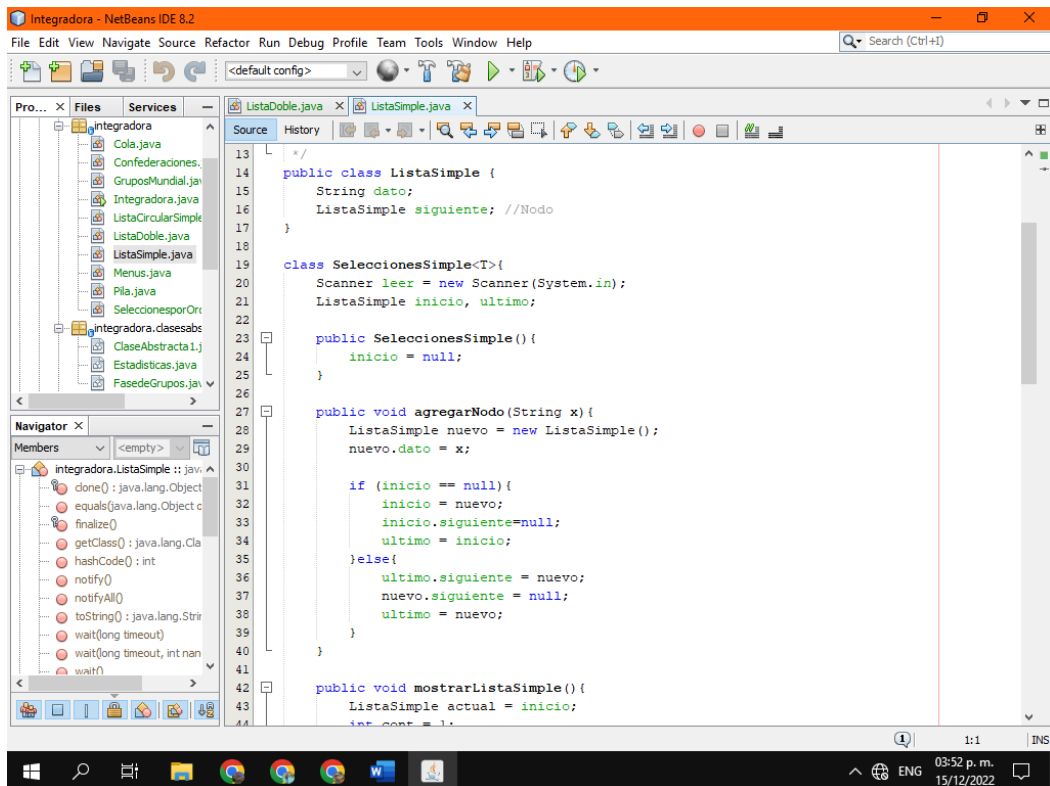 Integradora - NetBeans IDE 8.2
File Edit View Navigate Source Refactor Run Debug Profile Team Tools Window Help
Search (Ctrl+I)
<default config>
Pro... Files Services
ListaDoble.java ListaSimple.java
integradora
Cola.java
Confederaciones.
GruposMundial.jav
Integradora.java
ListaCircularSimple
ListaDoble.java
ListaSimple.java
Menus.java
Pila.java
SeleccionesporOrd
integradora.clasesabs
ClaseAbstracta1.j
Estadisticas.java
FasedeGrupos.jav
Navigator
Members <empty>
integradora.ListaSimple :: java
clone() : java.lang.Object
equals(java.lang.Object o
finalize()
getClass() : java.lang.Cla
hashCode() : int
notify()
notifyAll()
toString() : java.lang.Strin
wait(long timeout)
wait(long timeout, int nan
wait()
Source History
13 */
14 public class ListaSimple {
15 String dato;
16 ListaSimple siguiente; //Nodo
17 }
18
19 class SeleccionesSimple<T>{
20 Scanner leer = new Scanner(System.in);
21 ListaSimple inicio, ultimo;
22
23 public SeleccionesSimple(){
24 inicio = null;
25 }
26
27 public void agregarNodo(String x){
28 ListaSimple nuevo = new ListaSimple();
29 nuevo.dato = x;
30
31 if (inicio == null){
32 inicio = nuevo;
33 inicio.siguiente=null;
34 ultimo = inicio;
35 }else{
36 ultimo.siguiente = nuevo;
37 nuevo.siguiente = null;
38 ultimo = nuevo;
39 }
40 }
41
42 public void mostrarListaSimple(){
43 ListaSimple actual = inicio;
44 int cont = 1;
1 1:1 INS
ENG 03:52 p. m.
15/12/2022